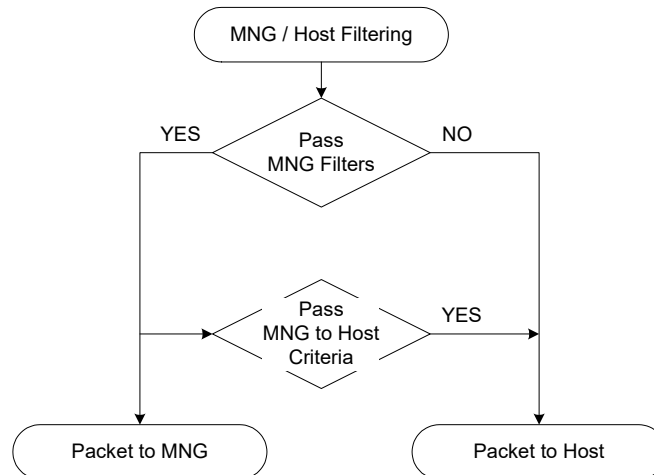 MNG / Host Filtering
YES
Pass
MNG Filters
NO
Pass
MNG to Host
Criteria
YES
Packet to MNG
Packet to Host